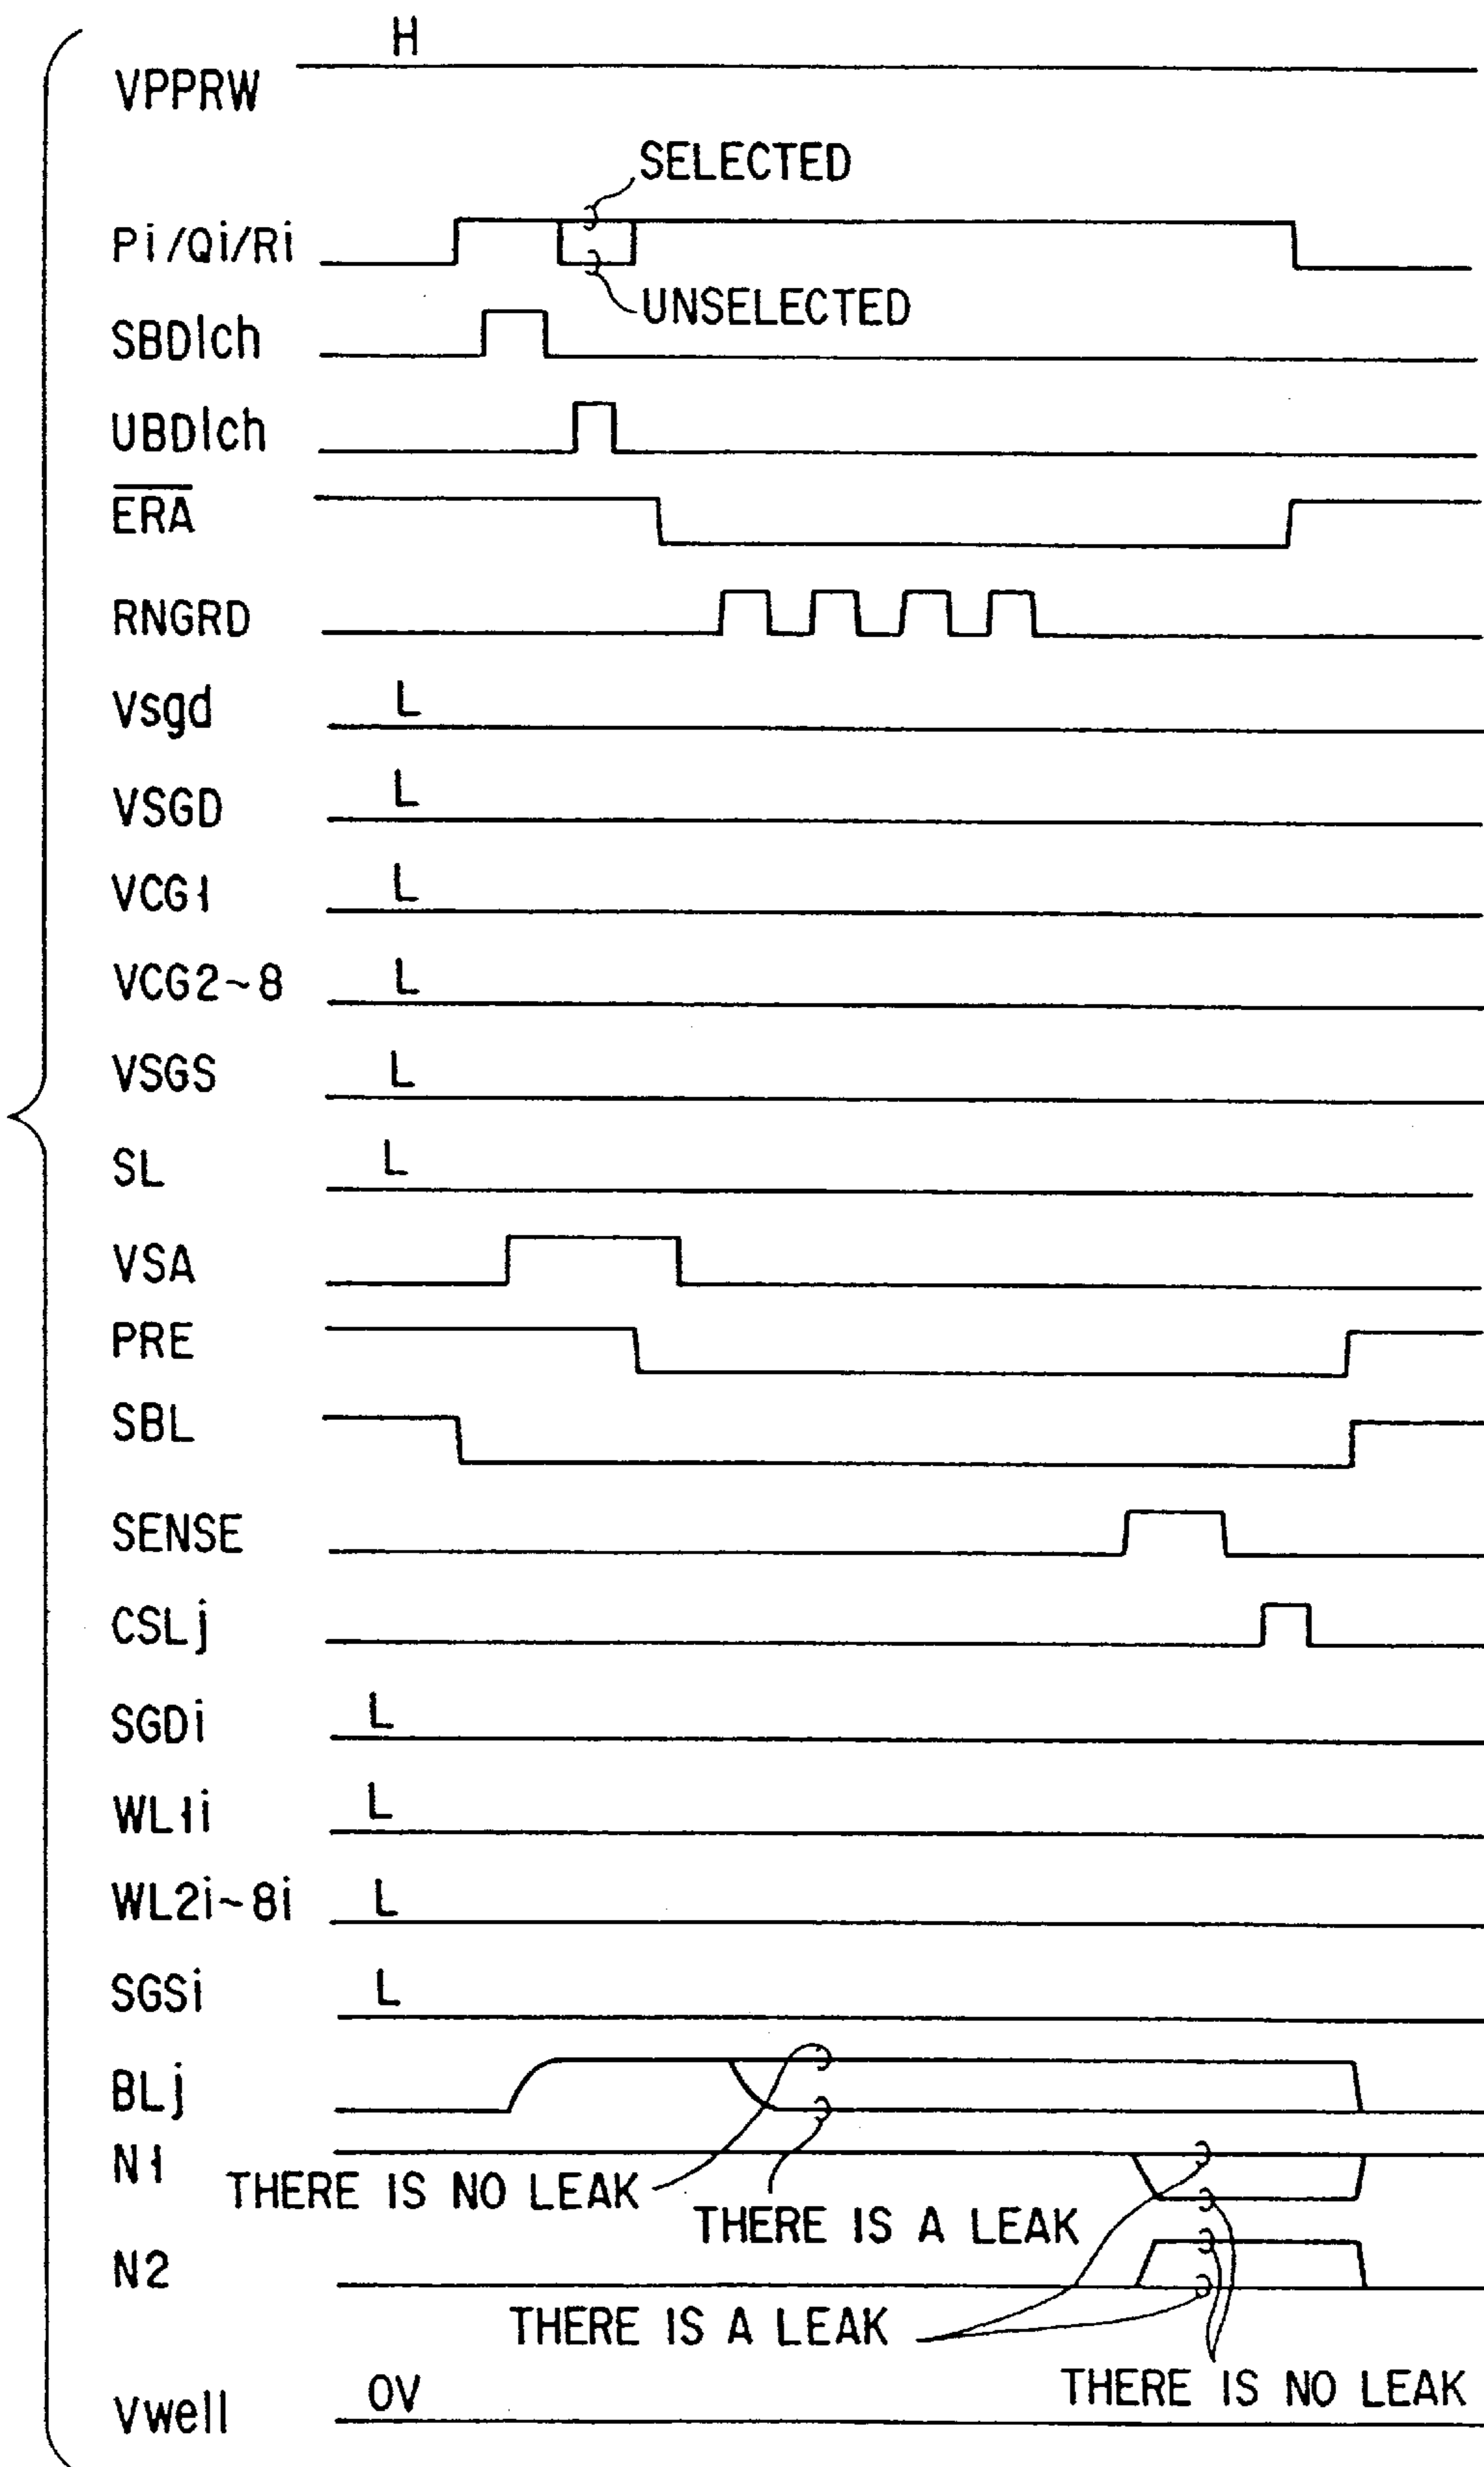 H
VPPRW
SELECTED
Pi/Qi/Ri
UNSELECTED
SBDlch
UBDlch
E̅R̅A̅
RNGRD
Vsgd L
VSGD L
VCG1 L
VCG2~8 L
VSGS L
SL L
VSA
PRE
SBL
SENSE
CSLj
SGDi L
WL1i L
WL2i~8i L
SGSi L
BLj
N1
THERE IS NO LEAK
THERE IS A LEAK
N2
THERE IS A LEAK
THERE IS NO LEAK
Vwell 0V